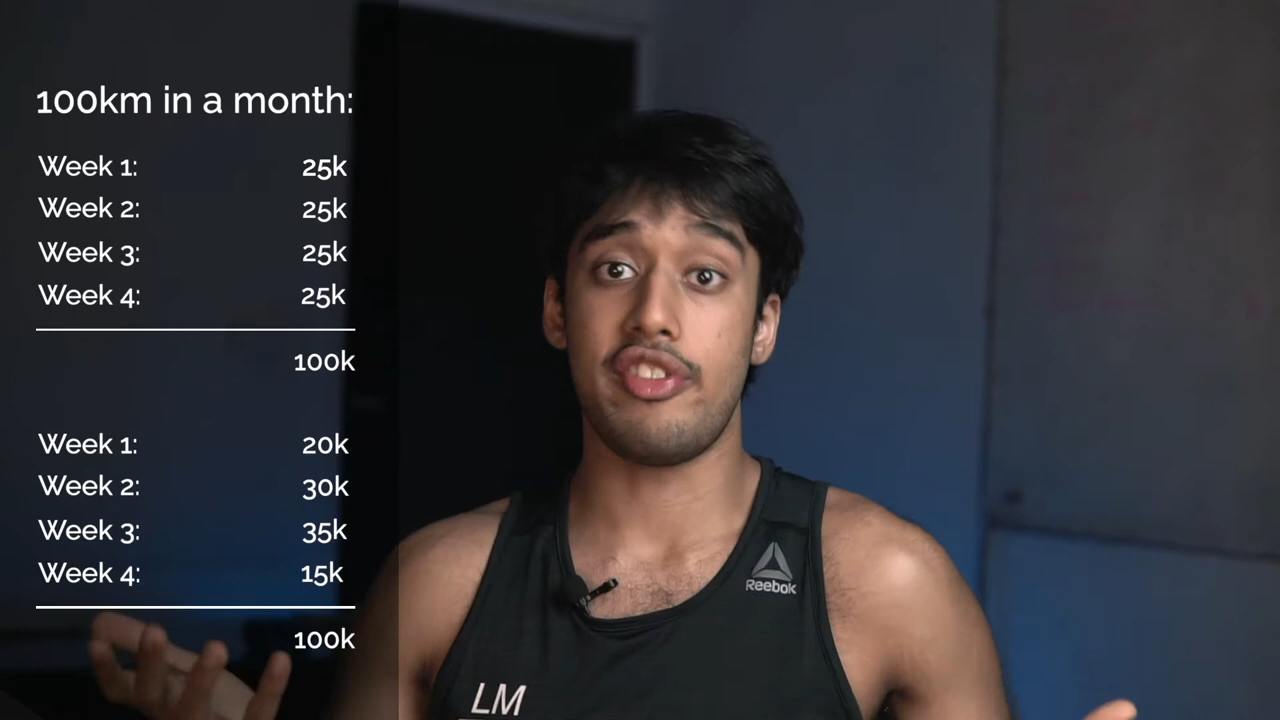 100km in a month:
Week 1: 25k
Week 2: 25k
Week 3: 25k
Week 4: 25k
100k
Week 1: 20k
Week 2: 30k
Week 3: 35k
Week 4: 15k
100k
Reebok
LM